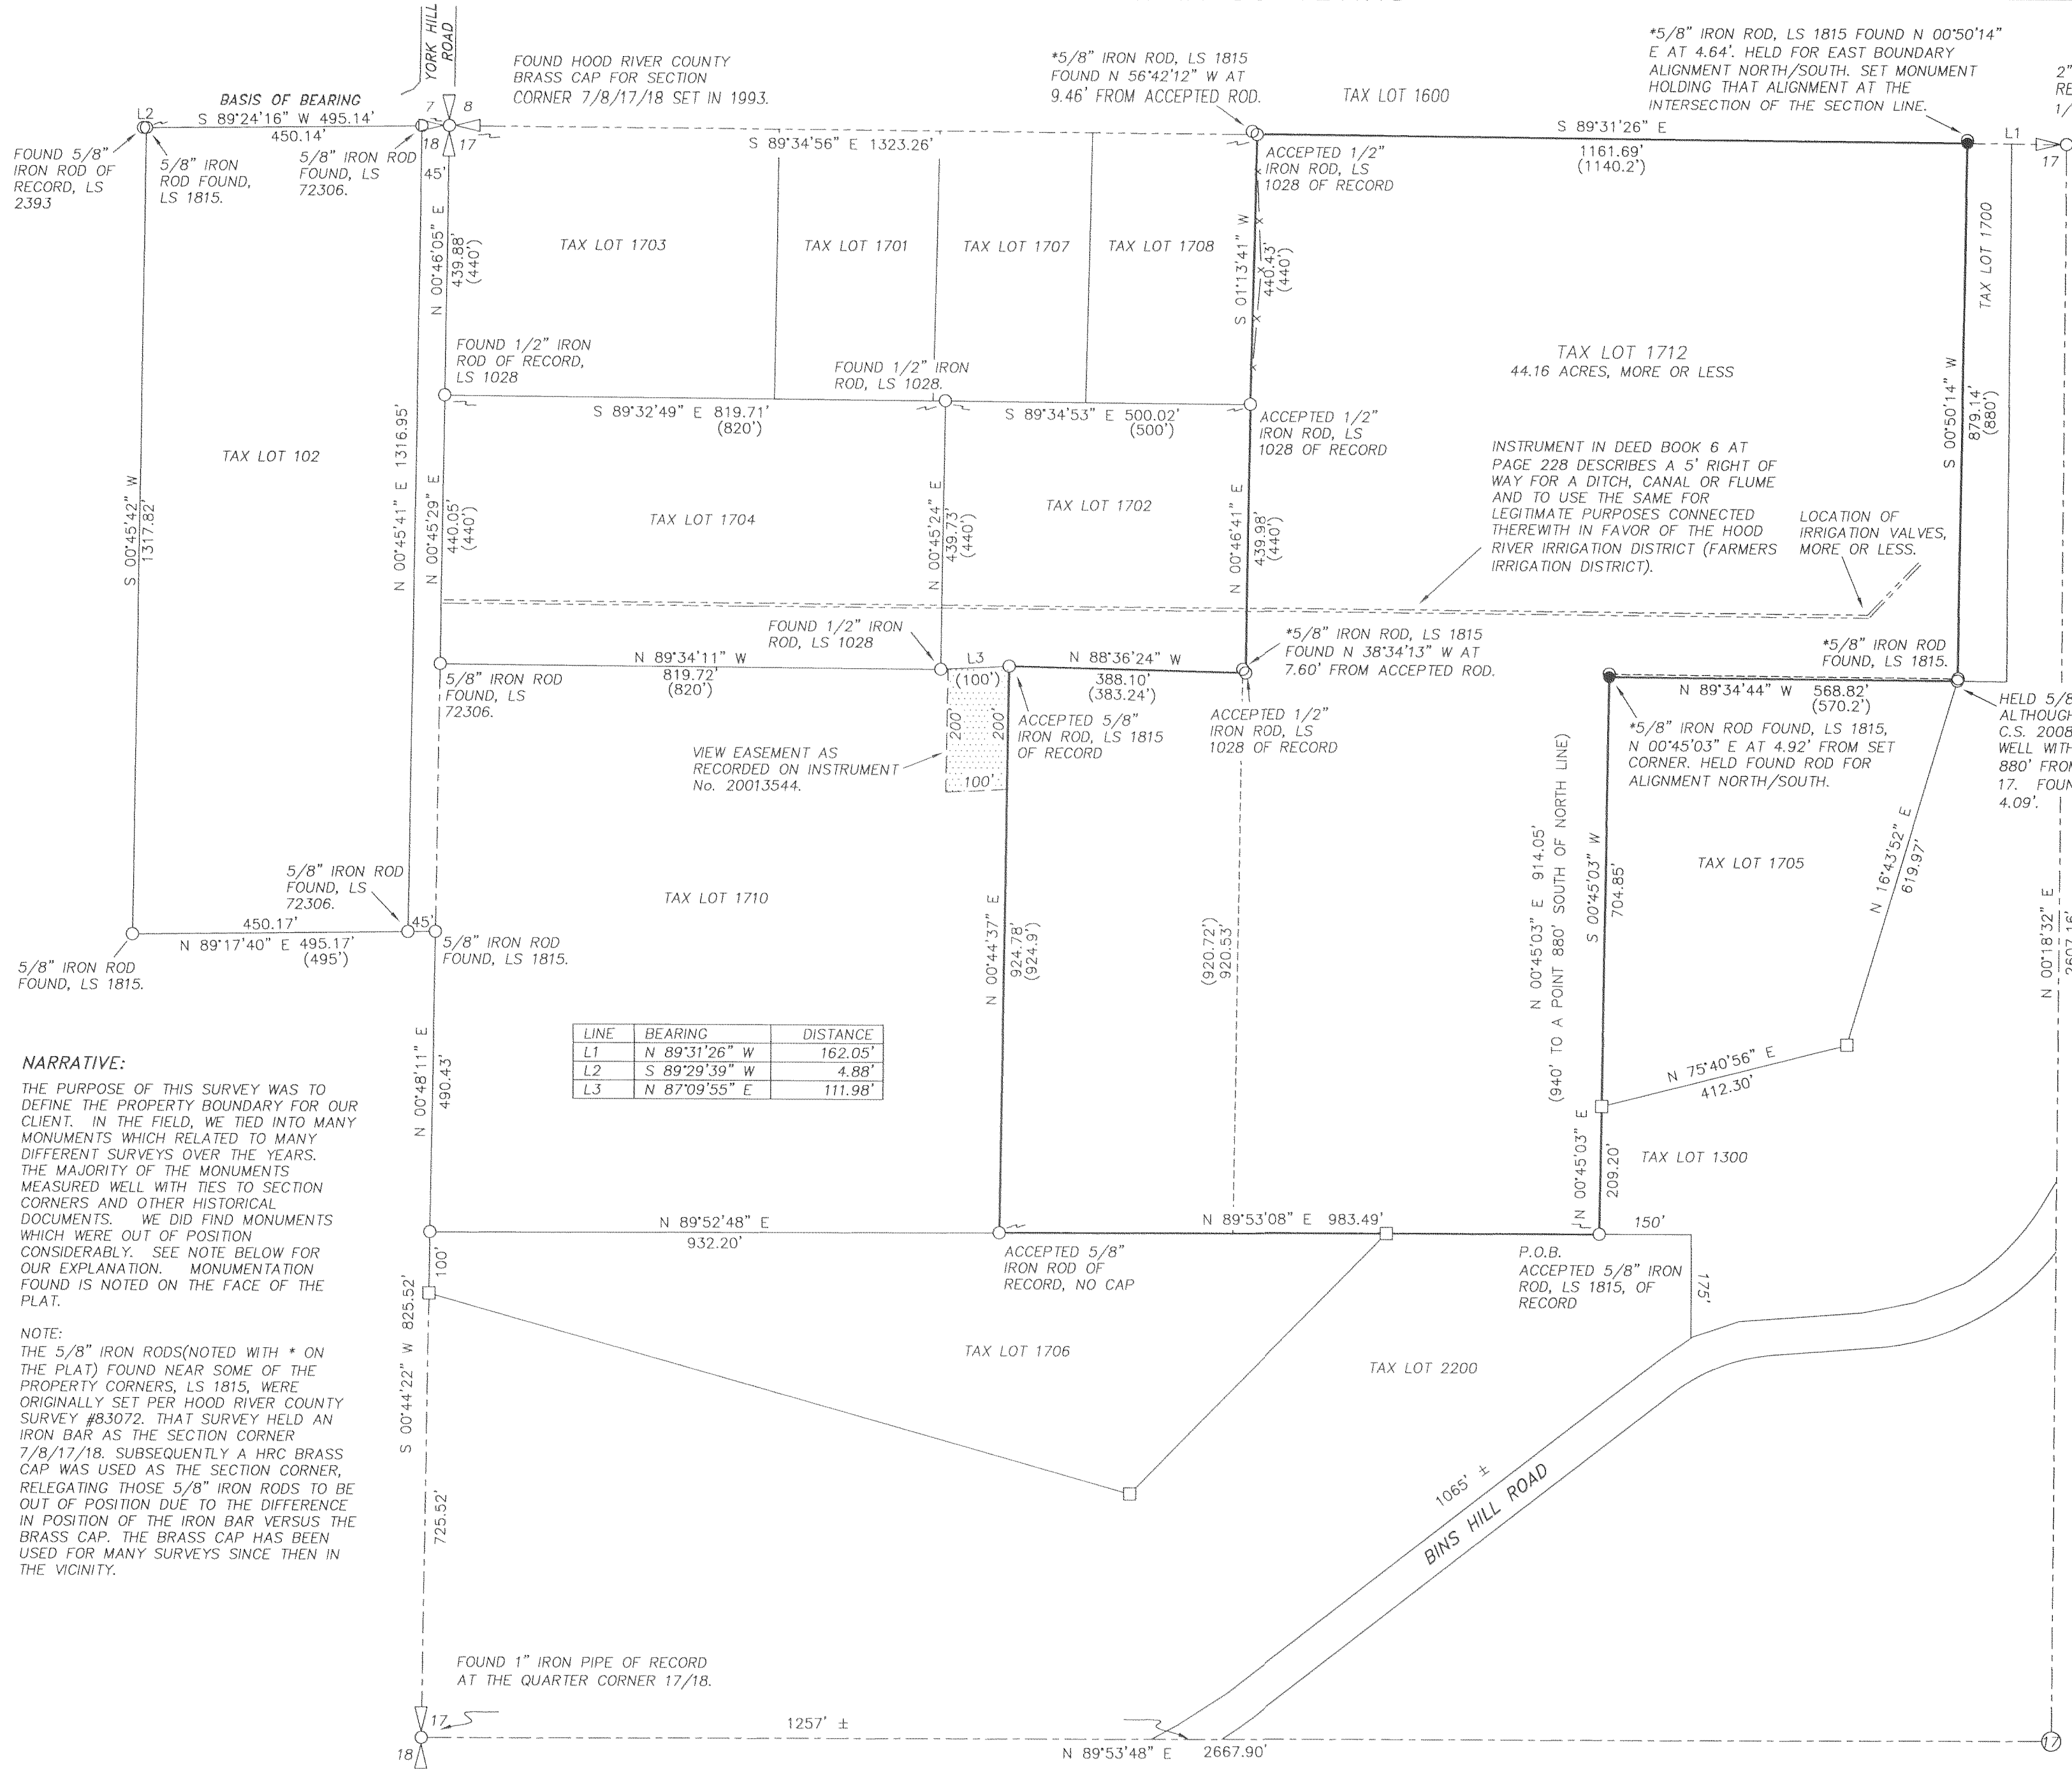 YORK HILL
ROAD
FOUND HOOD RIVER COUNTY
BRASS CAP FOR SECTION
CORNER 7/8/17/18 SET IN 1993.
*5/8" IRON ROD, LS 1815
FOUND N 56°42'12" W AT
9.46' FROM ACCEPTED ROD.
TAX LOT 1600
*5/8" IRON ROD, LS 1815 FOUND N 00°50'14"
E AT 4.64'. HELD FOR EAST BOUNDARY
ALIGNMENT NORTH/SOUTH. SET MONUMENT
HOLDING THAT ALIGNMENT AT THE
INTERSECTION OF THE SECTION LINE.
2"
RE
1/
L2
BASIS OF BEARING
S 89°24'16" W 495.14'
450.14'
7
8
18
17
45'
FOUND 5/8"
IRON ROD OF
RECORD, LS
2393
5/8" IRON
ROD FOUND,
LS 1815.
5/8" IRON ROD
FOUND, LS
72306.
S 89°34'56" E 1323.26'
ACCEPTED 1/2"
IRON ROD, LS
1028 OF RECORD
S 89°31'26" E
1161.69'
(1140.2')
L1
17
N 00°46'05" E
439.88'
(440')
TAX LOT 1703
TAX LOT 1701
TAX LOT 1707
TAX LOT 1708
S 01°13'41" W
440.43'
(440')
TAX LOT 1700
TAX LOT 1712
44.16 ACRES, MORE OR LESS
S 00°50'14" W
879.14'
(880')
FOUND 1/2" IRON
ROD OF RECORD,
LS 1028
FOUND 1/2" IRON
ROD, LS 1028.
S 89°32'49" E 819.71'
(820')
S 89°34'53" E 500.02'
(500')
ACCEPTED 1/2"
IRON ROD, LS
1028 OF RECORD
TAX LOT 102
S 00°45'42" W
1317.82'
N 00°45'41" E 1316.95'
N 00°45'29" E
440.05'
(440')
TAX LOT 1704
N 00°45'24" E
439.73'
(440')
TAX LOT 1702
N 00°46'41" E
439.98'
(440')
INSTRUMENT IN DEED BOOK 6 AT
PAGE 228 DESCRIBES A 5' RIGHT OF
WAY FOR A DITCH, CANAL OR FLUME
AND TO USE THE SAME FOR
LEGITIMATE PURPOSES CONNECTED
THEREWITH IN FAVOR OF THE HOOD
RIVER IRRIGATION DISTRICT (FARMERS
IRRIGATION DISTRICT).
LOCATION OF
IRRIGATION VALVES,
MORE OR LESS.
FOUND 1/2" IRON
ROD, LS 1028
N 89°34'11" W
819.72'
(820')
5/8" IRON ROD
FOUND, LS
72306.
L3
(100')
N 88°36'24" W
388.10'
(383.24')
*5/8" IRON ROD, LS 1815
FOUND N 38°34'13" W AT
7.60' FROM ACCEPTED ROD.
*5/8" IRON ROD
FOUND, LS 1815.
N 89°34'44" W 568.82'
(570.2')
200'
200'
100'
ACCEPTED 5/8"
IRON ROD, LS 1815
OF RECORD
ACCEPTED 1/2"
IRON ROD, LS
1028 OF RECORD
VIEW EASEMENT AS
RECORDED ON INSTRUMENT
No. 20013544.
*5/8" IRON ROD FOUND, LS 1815,
N 00°45'03" E AT 4.92' FROM SET
CORNER. HELD FOUND ROD FOR
ALIGNMENT NORTH/SOUTH.
HELD 5/8
ALTHOUGH
C.S. 2008
WELL WITH
880' FROM
17. FOUN
4.09'.
TAX LOT 1710
N 00°44'37" E
924.78'
(924.9')
(920.72')
920.53'
N 00°45'03" E 914.05'
(940' TO A POINT 880' SOUTH OF NORTH LINE)
S 00°45'03" W
704.85'
TAX LOT 1705
N 16°43'52" E
619.97'
N 00°18'32" E
2607.16'
5/8" IRON ROD
FOUND, LS
72306.
450.17'
45'
N 89°17'40" E 495.17'
(495')
5/8" IRON ROD
FOUND, LS 1815.
5/8" IRON ROD
FOUND, LS 1815.
LINE BEARING DISTANCE
L1 N 89°31'26" W 162.05'
L2 S 89°29'39" W 4.88'
L3 N 87°09'55" E 111.98'
N 00°48'11" E
490.43'
N 75°40'56" E
412.30'
N 00°45'03" E
209.20'
TAX LOT 1300
NARRATIVE:
THE PURPOSE OF THIS SURVEY WAS TO
DEFINE THE PROPERTY BOUNDARY FOR OUR
CLIENT. IN THE FIELD, WE TIED INTO MANY
MONUMENTS WHICH RELATED TO MANY
DIFFERENT SURVEYS OVER THE YEARS.
THE MAJORITY OF THE MONUMENTS
MEASURED WELL WITH TIES TO SECTION
CORNERS AND OTHER HISTORICAL
DOCUMENTS. WE DID FIND MONUMENTS
WHICH WERE OUT OF POSITION
CONSIDERABLY. SEE NOTE BELOW FOR
OUR EXPLANATION. MONUMENTATION
FOUND IS NOTED ON THE FACE OF THE
PLAT.
N 89°52'48" E
932.20'
N 89°53'08" E 983.49'
150'
175'
100'
ACCEPTED 5/8"
IRON ROD OF
RECORD, NO CAP
P.O.B.
ACCEPTED 5/8" IRON
ROD, LS 1815, OF
RECORD
NOTE:
THE 5/8" IRON RODS(NOTED WITH * ON
THE PLAT) FOUND NEAR SOME OF THE
PROPERTY CORNERS, LS 1815, WERE
ORIGINALLY SET PER HOOD RIVER COUNTY
SURVEY #83072. THAT SURVEY HELD AN
IRON BAR AS THE SECTION CORNER
7/8/17/18. SUBSEQUENTLY A HRC BRASS
CAP WAS USED AS THE SECTION CORNER,
RELEGATING THOSE 5/8" IRON RODS TO BE
OUT OF POSITION DUE TO THE DIFFERENCE
IN POSITION OF THE IRON BAR VERSUS THE
BRASS CAP. THE BRASS CAP HAS BEEN
USED FOR MANY SURVEYS SINCE THEN IN
THE VICINITY.
S 00°44'22" W 825.52'
725.52'
TAX LOT 1706
TAX LOT 2200
1065' ±
BINS HILL ROAD
FOUND 1" IRON PIPE OF RECORD
AT THE QUARTER CORNER 17/18.
17
18
1257' ±
N 89°53'48" E 2667.90'
17